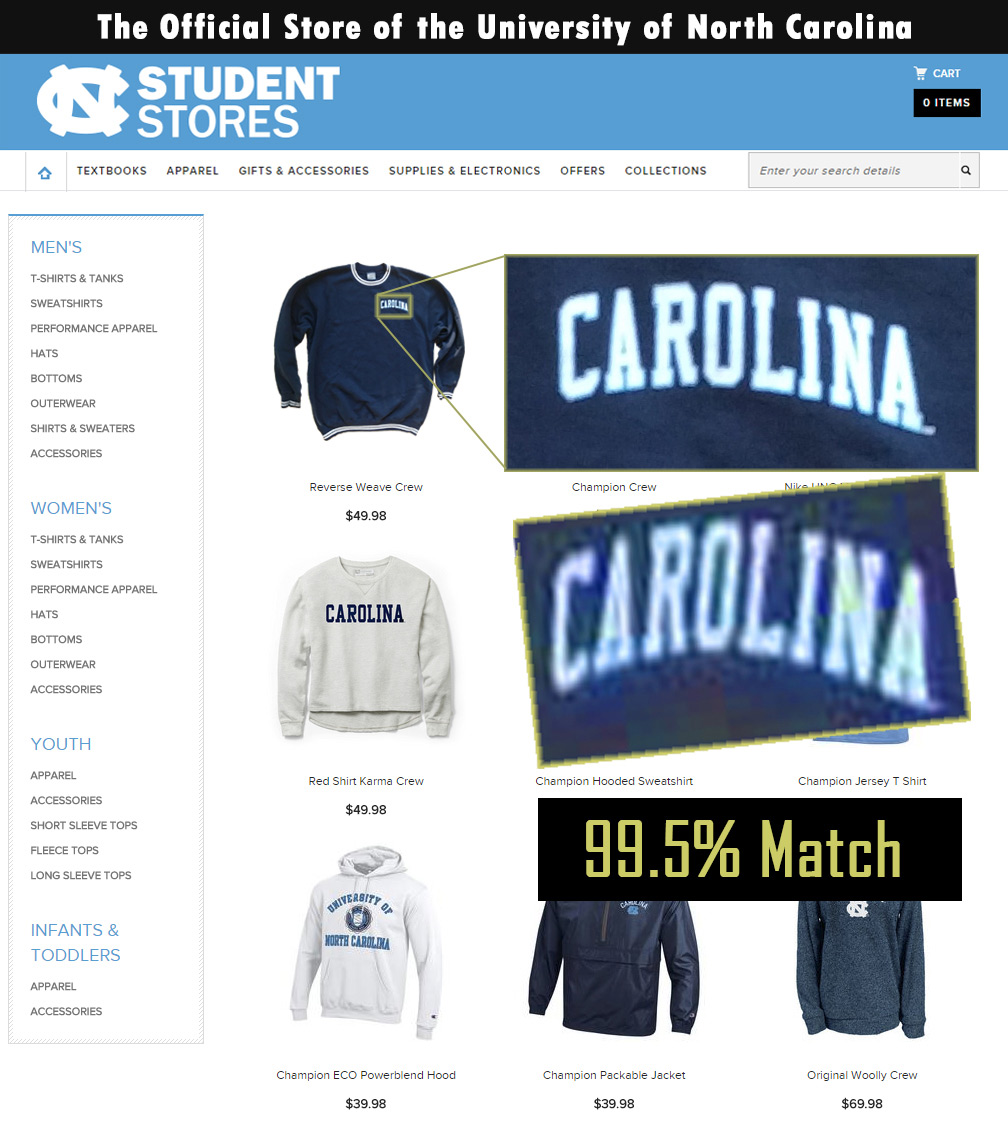 The Official Store of the University of North Carolina
NC
STUDENT
STORES
CART
0 ITEMS
TEXTBOOKS
APPAREL
GIFTS & ACCESSORIES
SUPPLIES & ELECTRONICS
OFFERS
COLLECTIONS
Enter your search details
MEN'S
T-SHIRTS & TANKS
SWEATSHIRTS
PERFORMANCE APPAREL
HATS
BOTTOMS
OUTERWEAR
SHIRTS & SWEATERS
ACCESSORIES
WOMEN'S
T-SHIRTS & TANKS
SWEATSHIRTS
PERFORMANCE APPAREL
HATS
BOTTOMS
OUTERWEAR
ACCESSORIES
YOUTH
APPAREL
ACCESSORIES
SHORT SLEEVE TOPS
FLEECE TOPS
LONG SLEEVE TOPS
INFANTS &
TODDLERS
APPAREL
ACCESSORIES
CAROLINA
CAROLINA
Reverse Weave Crew
$49.98
Champion Crew
Nike UNC
CAROLINA
CAROLINA
Red Shirt Karma Crew
$49.98
Champion Hooded Sweatshirt
Champion Jersey T Shirt
99.5% Match
UNIVERSITY OF
NORTH CAROLINA
CAROLINA
NC
NC
Champion ECO Powerblend Hood
$39.98
Champion Packable Jacket
$39.98
Original Woolly Crew
$69.98